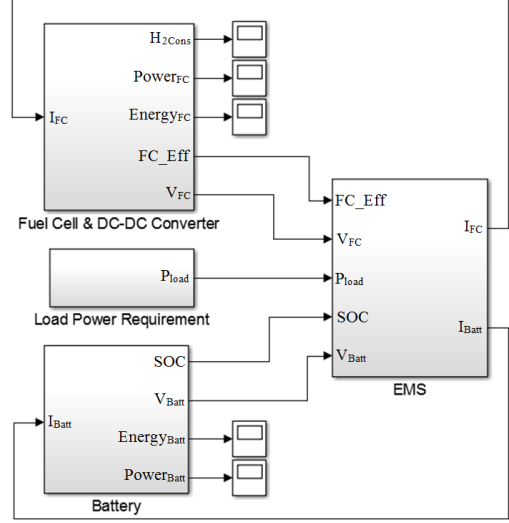 H2Cons
PowerFC
IFC
EnergyFC
FC_Eff
VFC
Fuel Cell & DC-DC Converter
Pload
Load Power Requirement
FC_Eff
VFC
IFC
Pload
SOC
IBatt
VBatt
EMS
SOC
VBatt
IBatt
EnergyBatt
PowerBatt
Battery